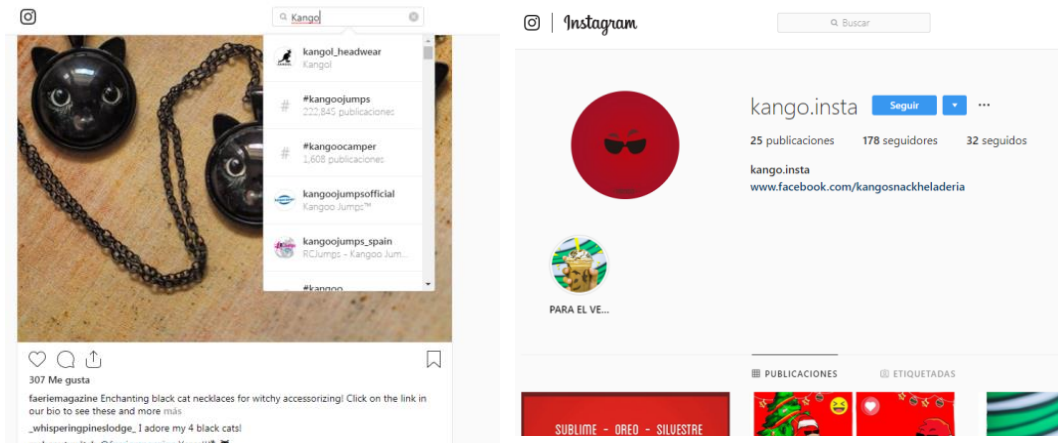 Kango
kangol_headwear
Kangol
#kangoojumps
222,845 publicaciones
#kangoocamper
1,608 publicaciones
kangoojumpsofficial
Kangoo Jumps™
kangoojumps_spain
RCJumps - Kangoo Jum...
#kangoo
307 Me gusta
faeriemagazine Enchanting black cat necklaces for witchy accessorizing! Click on the link in
our bio to see these and more más
_whisperingpineslodge_ I adore my 4 black cats!
Instagram
Buscar
kango.insta
Seguir
25 publicaciones 178 seguidores 32 seguidos
kango.insta
www.facebook.com/kangosnackheladeria
PARA EL VE...
PUBLICACIONES
ETIQUETADAS
SUBLIME - OREO - SILVESTRE